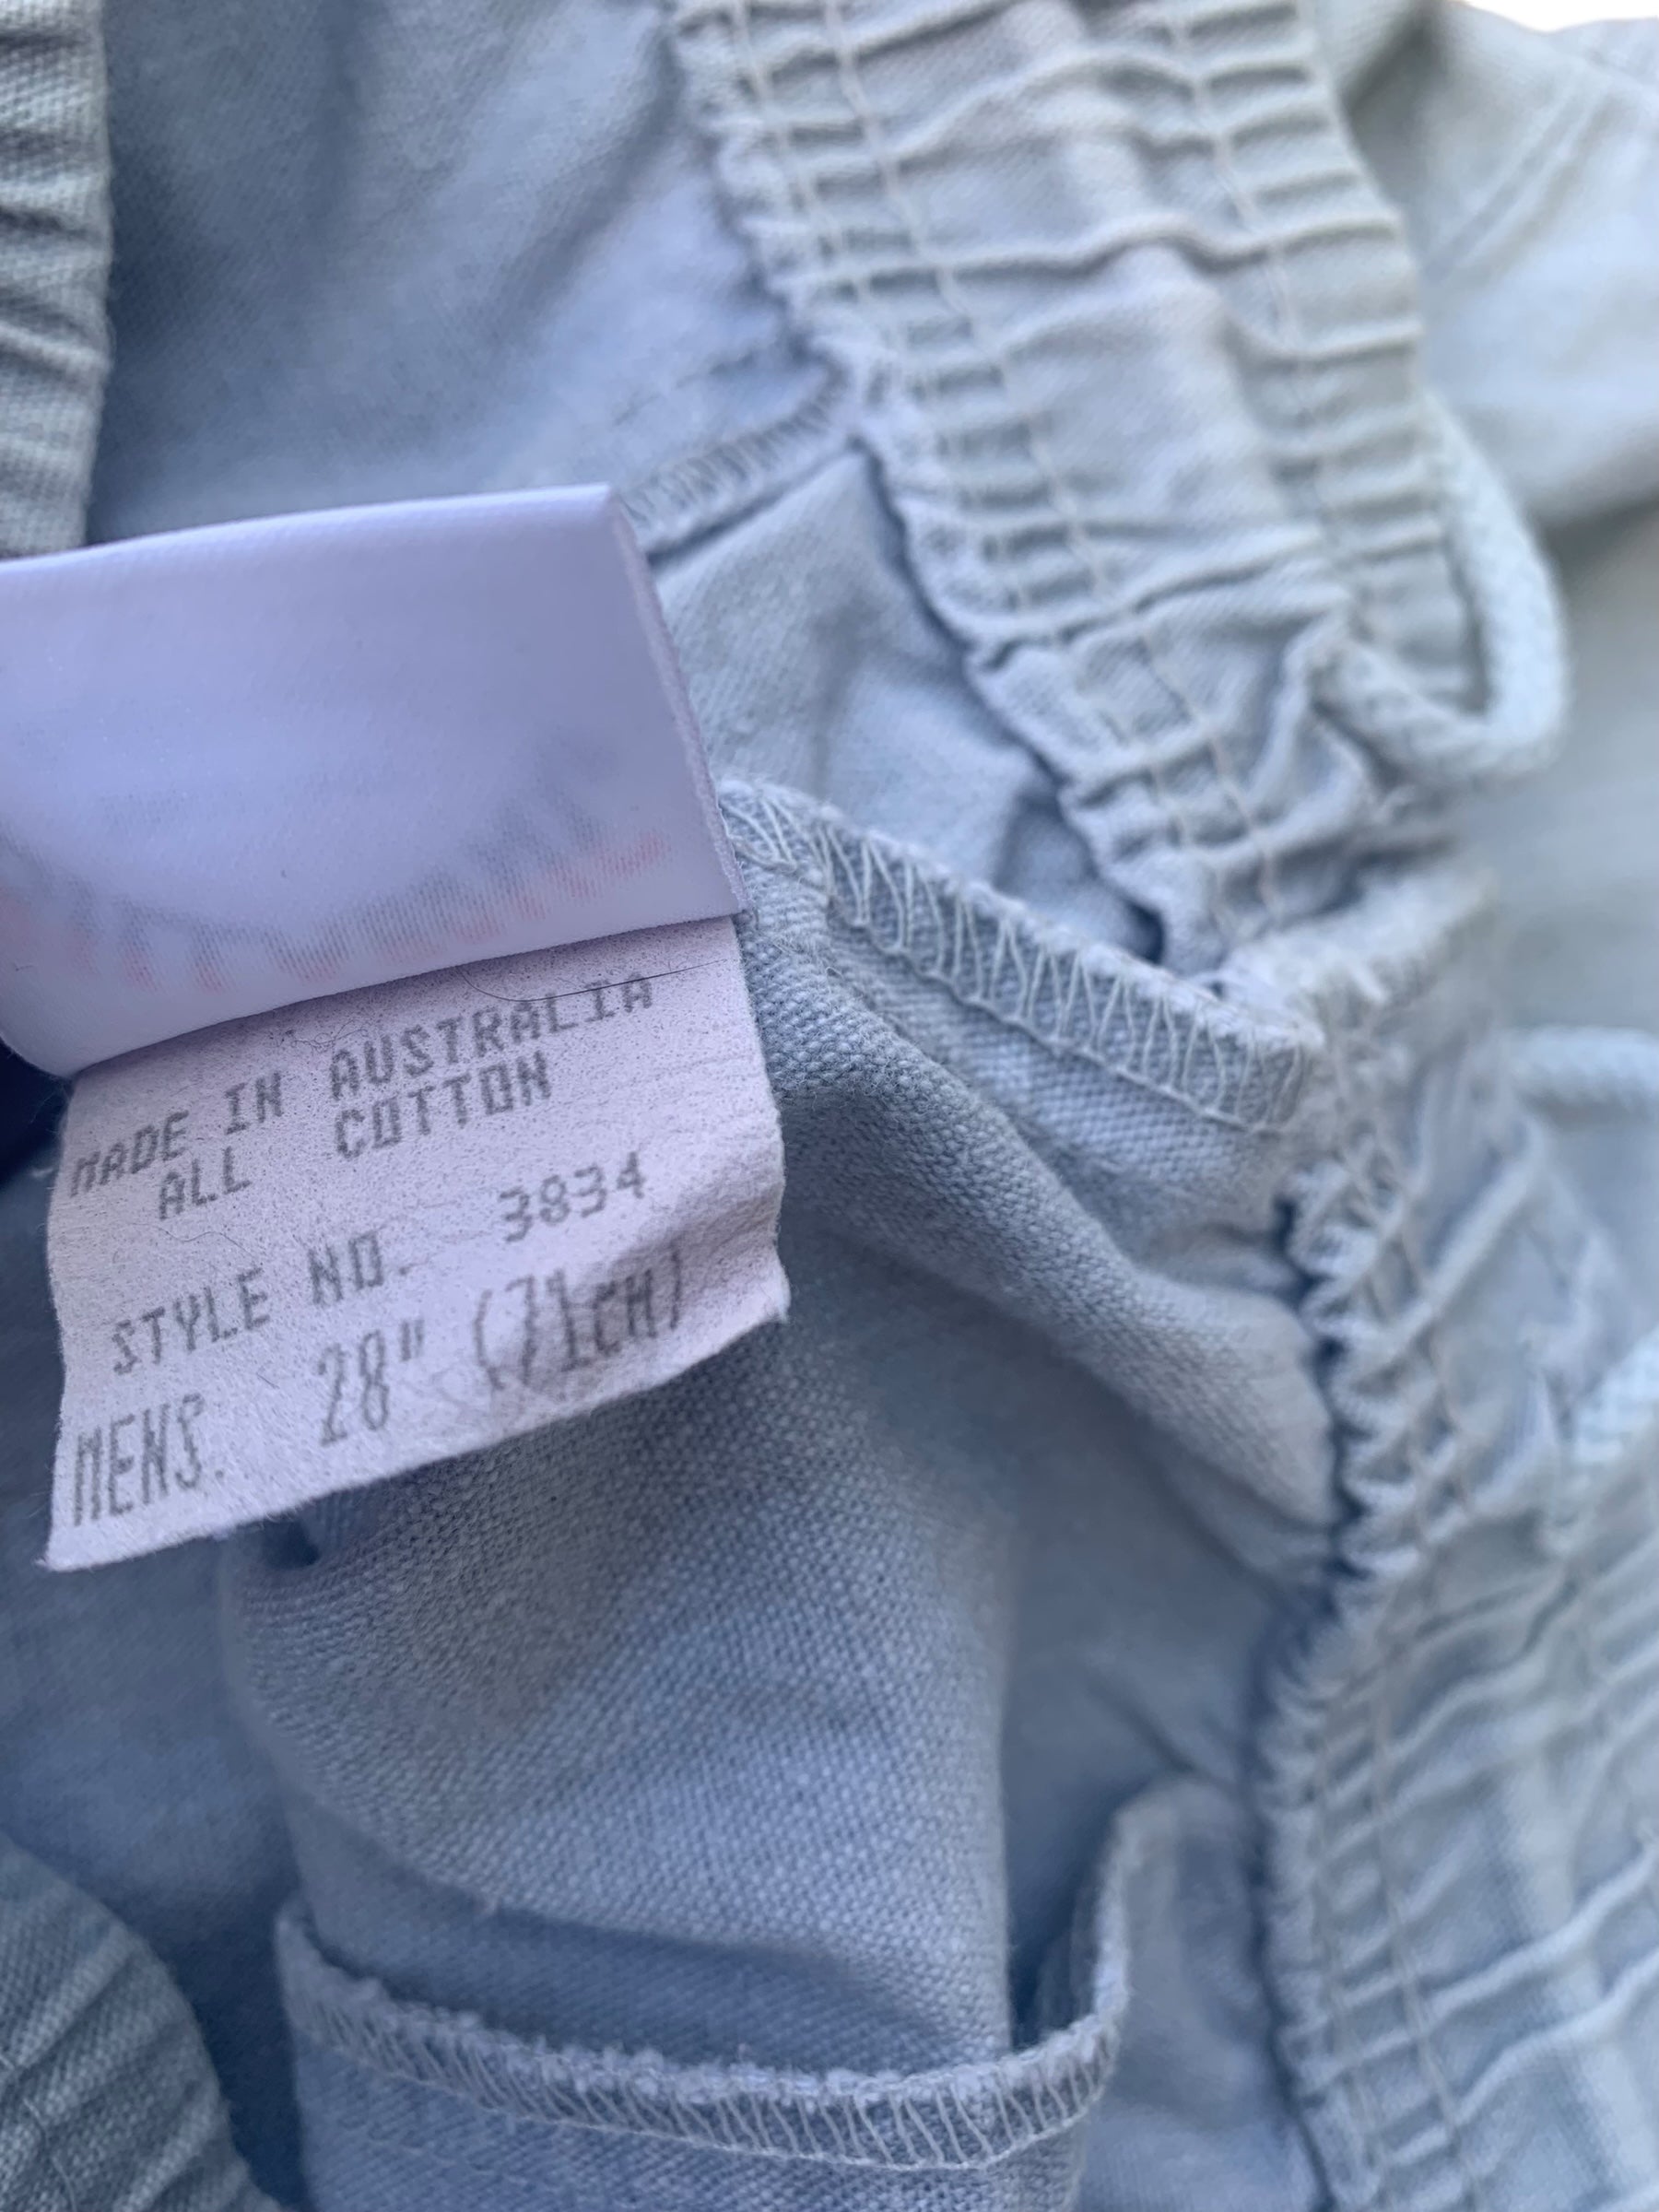 MADE IN AUSTRALIA
ALL COTTON
STYLE NO. 3834
MENS. 28" (71CM)